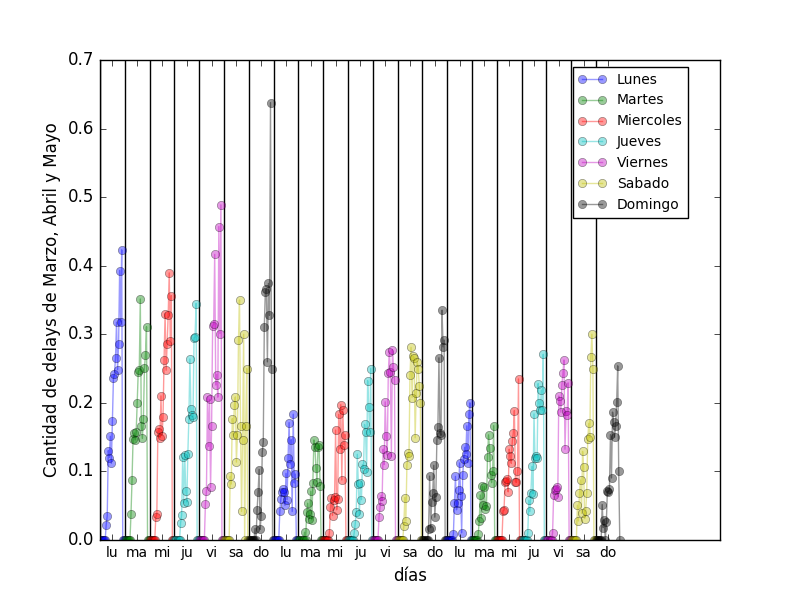 0.7
0.6
0.5
0.4
0.3
0.2
0.1
0.0
Cantidad de delays de Marzo, Abril y Mayo
Lunes
Martes
Miercoles
Jueves
Viernes
Sabado
Domingo
lu ma mi ju vi sa do lu ma mi ju vi sa do lu ma mi ju vi sa do
días